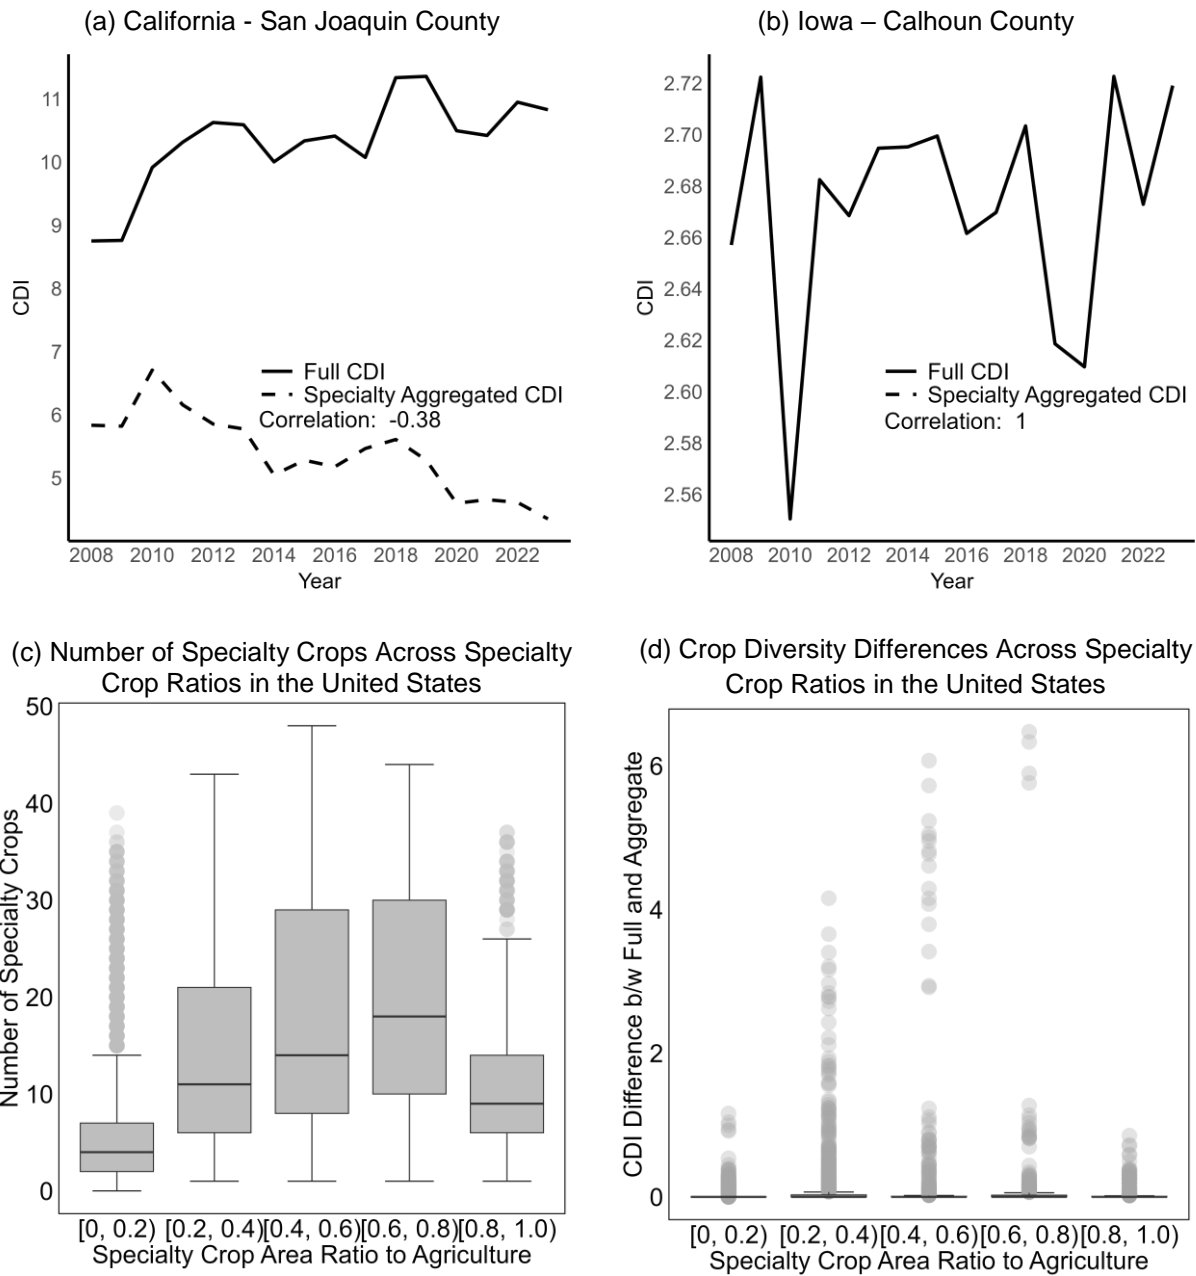 (a) California - San Joaquin County
11
10
9
8
7
6
5
CDI
Full CDI
Specialty Aggregated CDI
Correlation: -0.38
2008 2010 2012 2014 2016 2018 2020 2022
Year
(b) Iowa – Calhoun County
2.72
2.70
2.68
2.66
2.64
2.62
2.60
2.58
2.56
CDI
Full CDI
Specialty Aggregated CDI
Correlation: 1
2008 2010 2012 2014 2016 2018 2020 2022
Year
(c) Number of Specialty Crops Across Specialty
Crop Ratios in the United States
50
40
30
20
10
0
Number of Specialty Crops
[0, 0.2) [0.2, 0.4) [0.4, 0.6) [0.6, 0.8) [0.8, 1.0)
Specialty Crop Area Ratio to Agriculture
(d) Crop Diversity Differences Across Specialty
Crop Ratios in the United States
6
4
2
0
CDI Difference b/w Full and Aggregate
[0, 0.2) [0.2, 0.4) [0.4, 0.6) [0.6, 0.8) [0.8, 1.0)
Specialty Crop Area Ratio to Agriculture